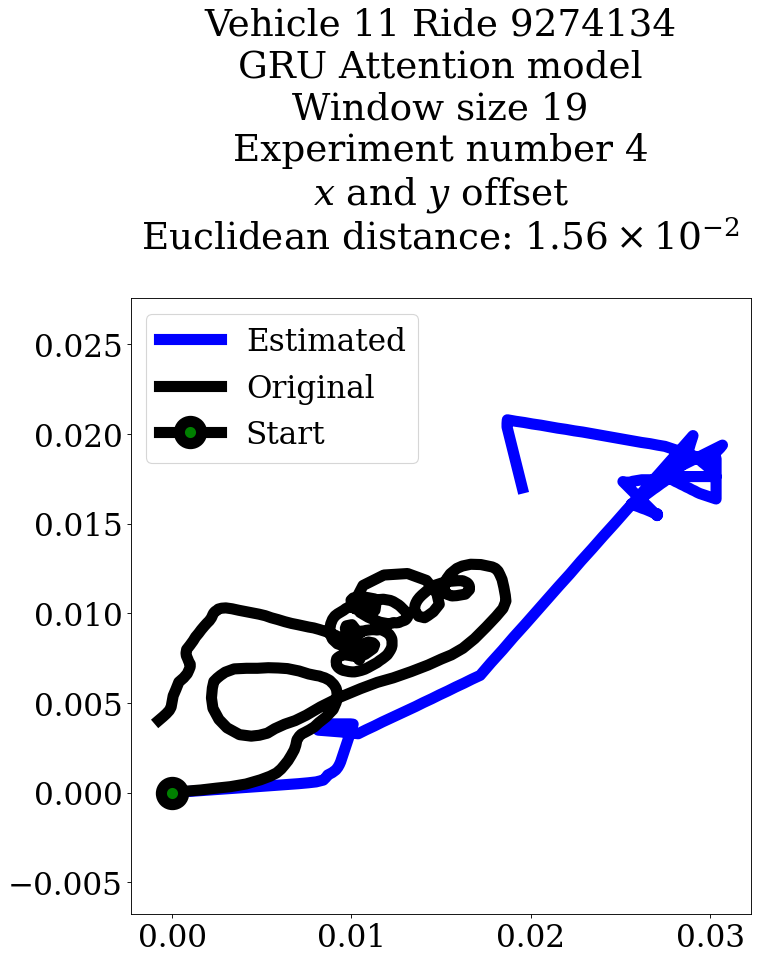 Vehicle 11 Ride 9274134
GRU Attention model
Window size 19
Experiment number 4
x and y offset
Euclidean distance: 1.56 × 10⁻²
Estimated
Original
Start
0.025
0.020
0.015
0.010
0.005
0.000
−0.005
0.00 0.01 0.02 0.03